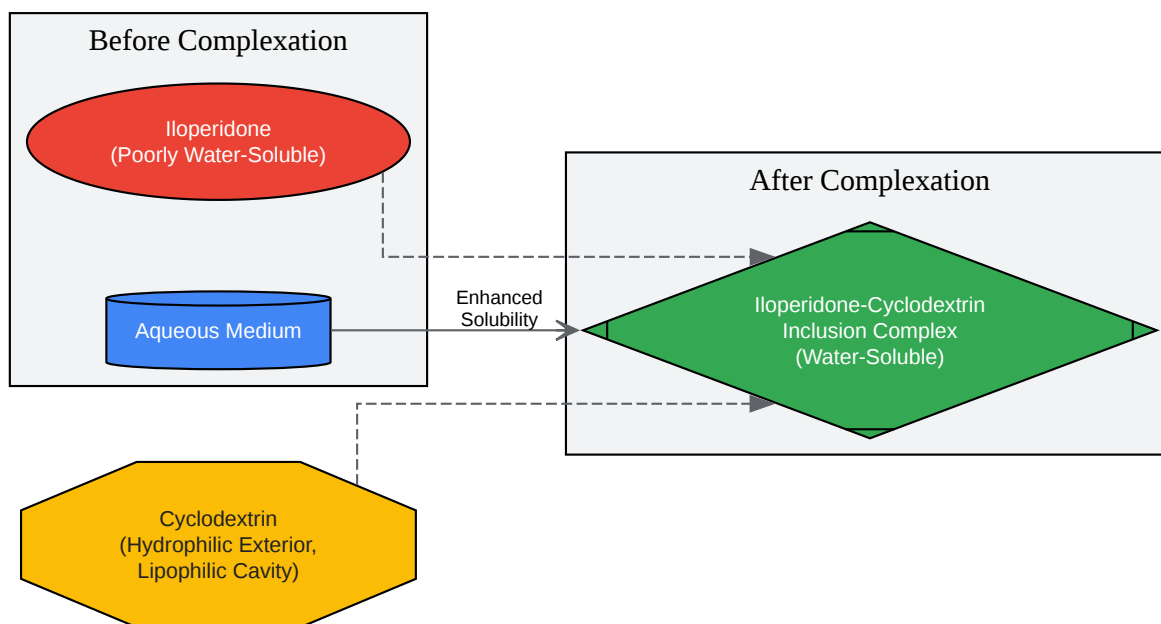 Before Complexation
Iloperidone
(Poorly Water-Soluble)
Aqueous Medium
Enhanced
Solubility
After Complexation
Iloperidone-Cyclodextrin
Inclusion Complex
(Water-Soluble)
Cyclodextrin
(Hydrophilic Exterior,
Lipophilic Cavity)